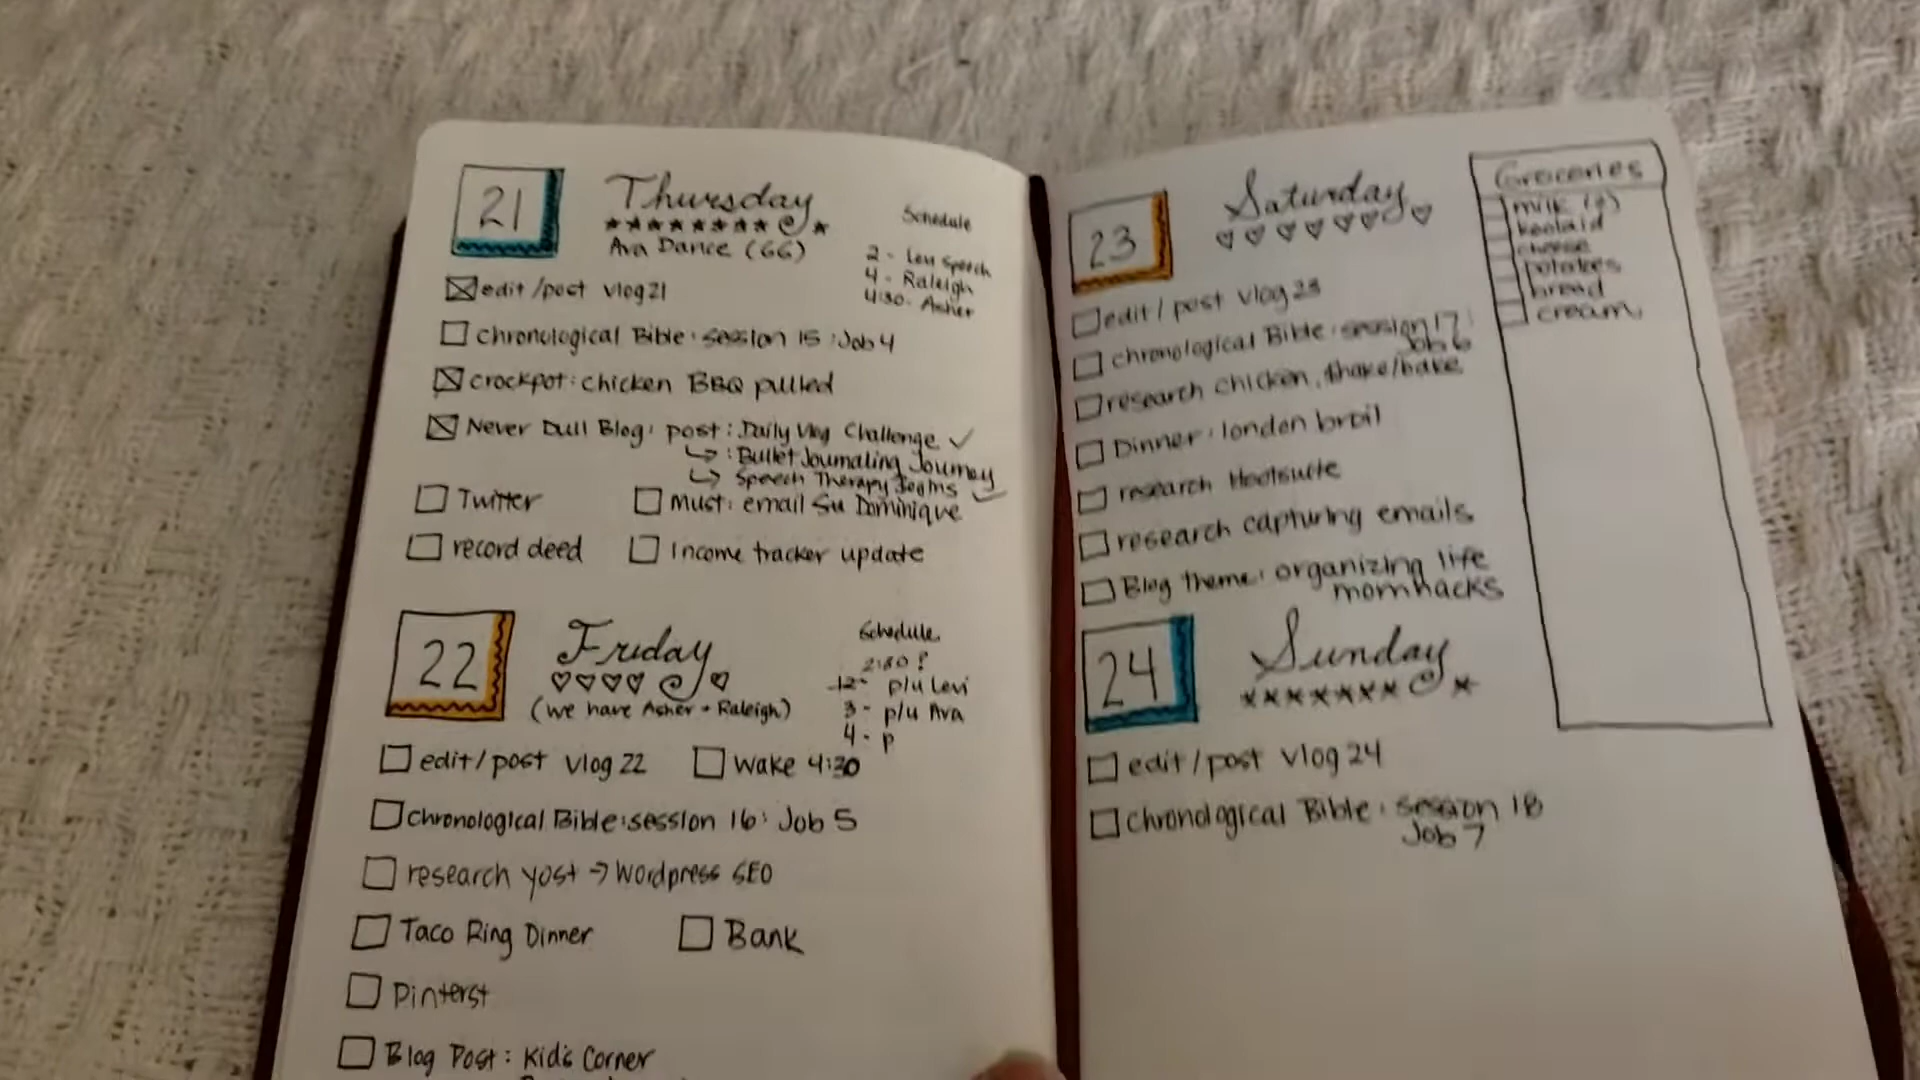 21
Thursday
Ava Dance (66)
Schedule
2 - Levi Speech
4 - Raleigh
4:30 - Asher
edit/post vlog 21
chronological Bible: session 15: Job 4
crockpot: chicken BBQ pulled
Never Dull Blog: post: Daily Vlog Challenge ✓
↳ : Bullet Journaling Journey
↳ Speech Therapy Begins ✓
Twitter
Must: email Su Dominique
record deed
Income tracker update
22
Friday
(we have Asher + Raleigh)
Schedule
2:30?
12- p/u Levi
3 - p/u Ava
4 - p
edit/post vlog 22
Wake 4:30
Chronological Bible: session 16: Job 5
research yost → Wordpress SEO
Taco Ring Dinner
Bank
Pinterst
Blog Post: Kid's Corner
23
Saturday
edit/post vlog 23
chronological Bible: session 17:
Job 6
research chicken, shake/bake
Dinner: london broil
research Hootsuite
research capturing emails
Blog theme: organizing life
momhacks
24
Sunday
edit/post vlog 24
Chronological Bible: session 18
Job 7
Groceries
milk
koolaid
cheese
potatoes
bread
cream